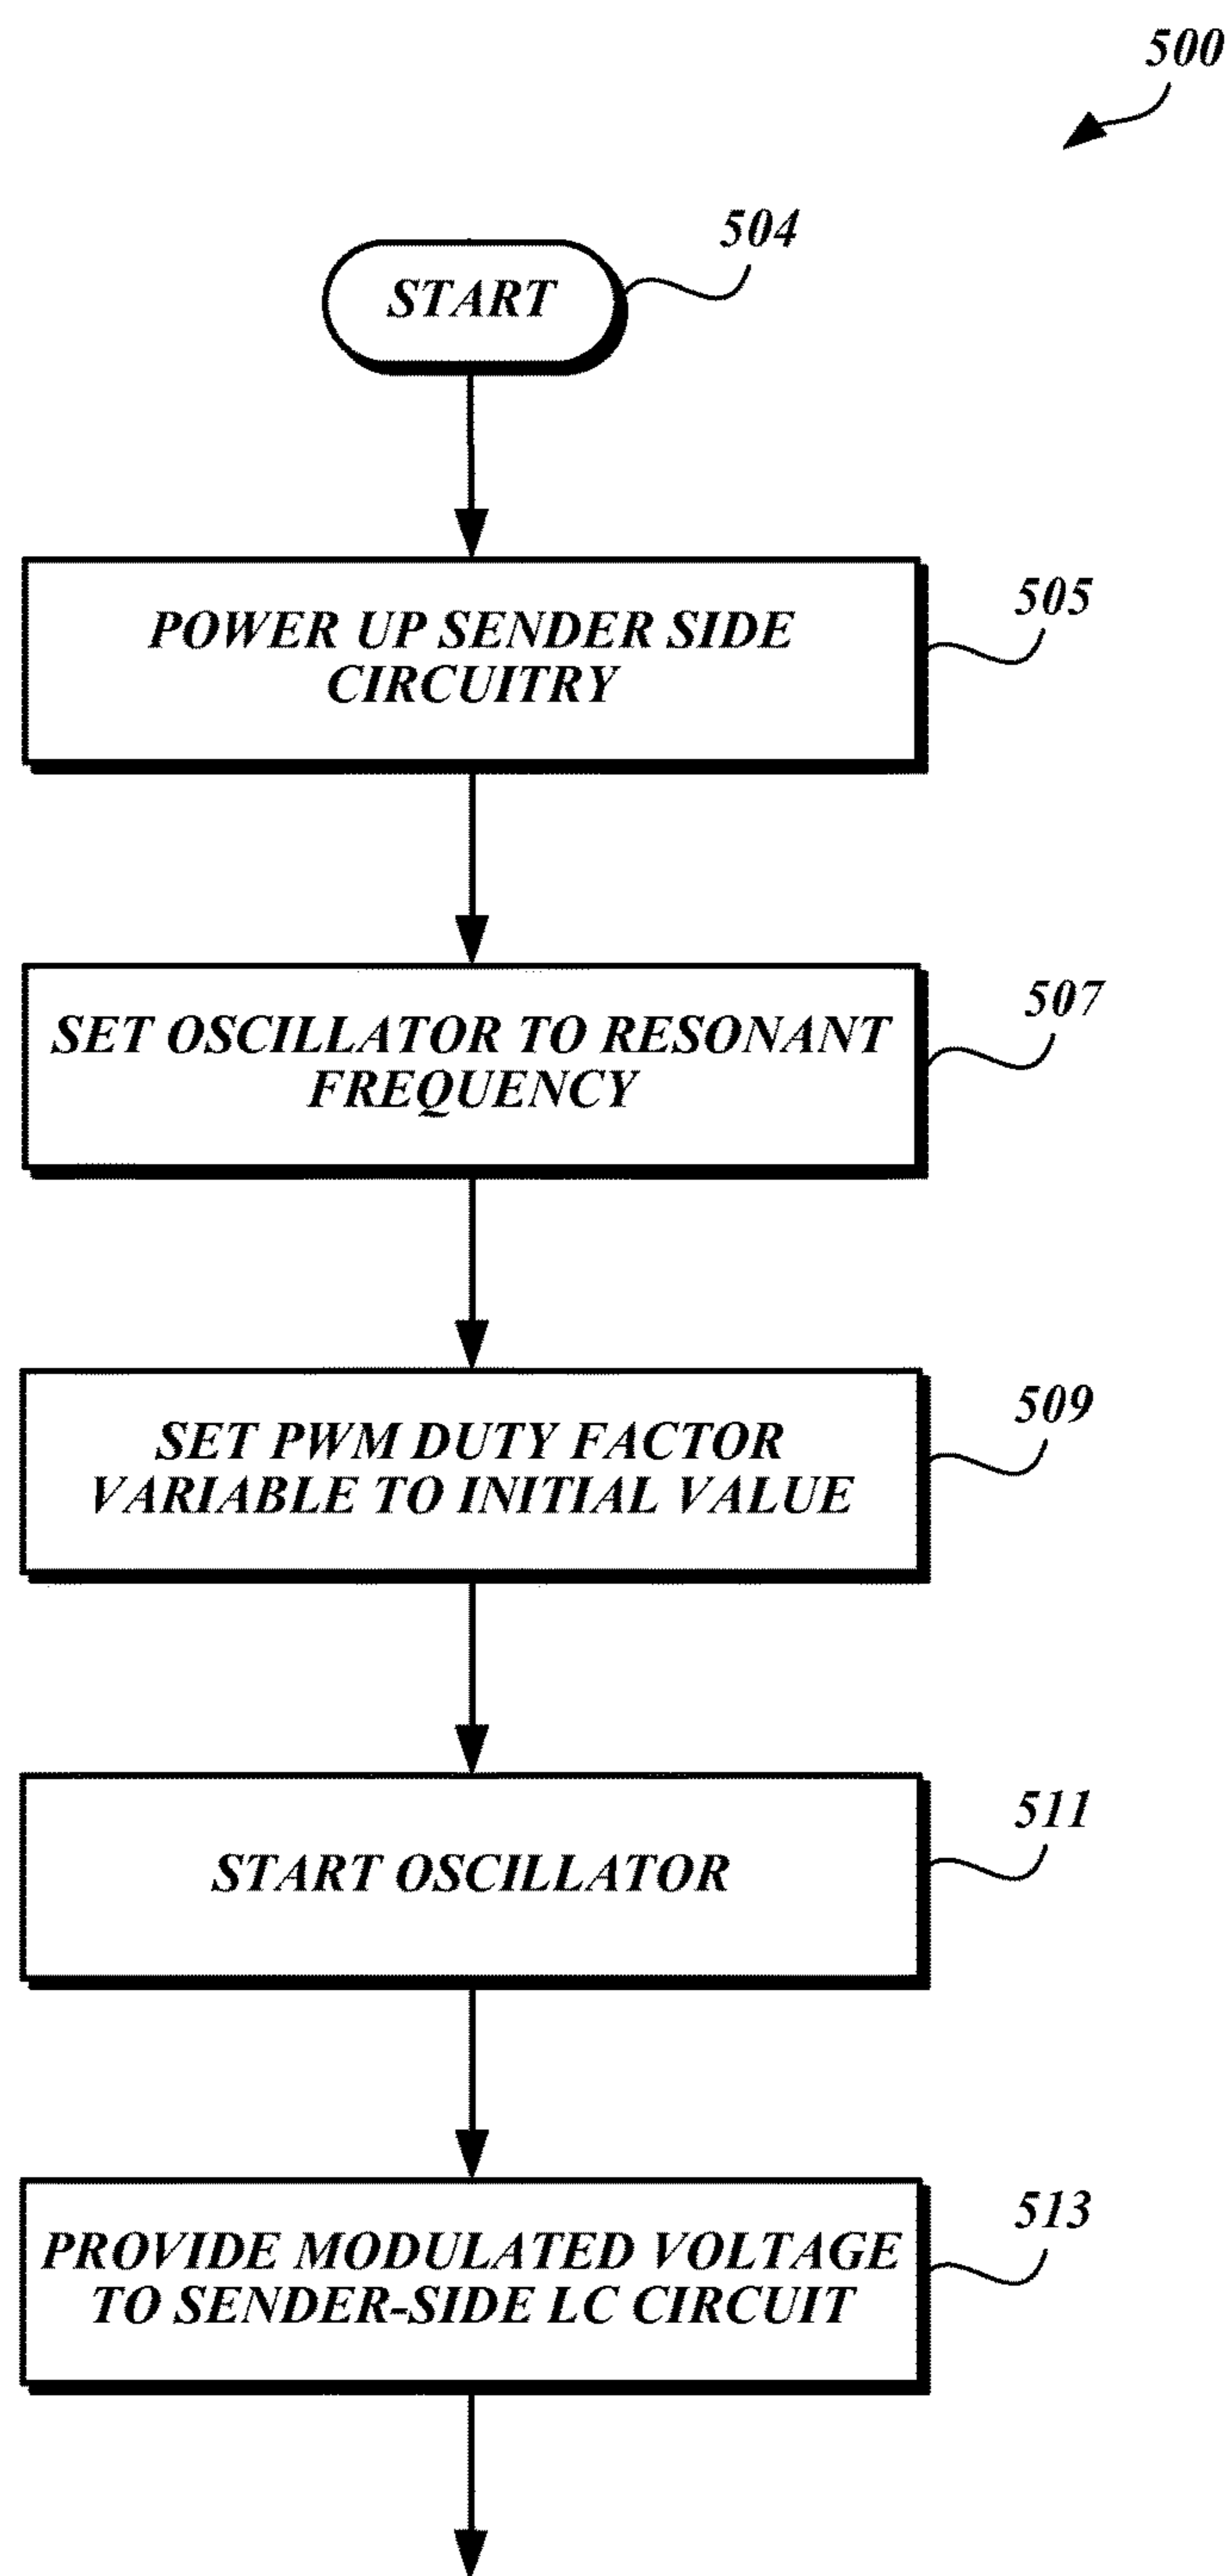 500
504
START
505
POWER UP SENDER SIDE
CIRCUITRY
507
SET OSCILLATOR TO RESONANT
FREQUENCY
509
SET PWM DUTY FACTOR
VARIABLE TO INITIAL VALUE
511
START OSCILLATOR
513
PROVIDE MODULATED VOLTAGE
TO SENDER-SIDE LC CIRCUIT